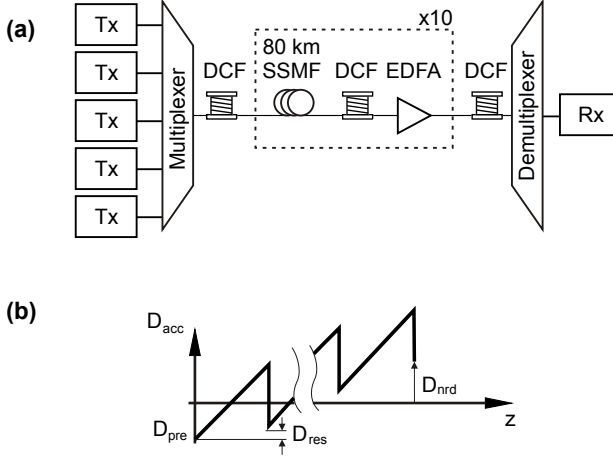 (a)
Tx
Tx
Tx
Tx
Tx
Multiplexer
DCF
x10
80 km
SSMF
DCF
EDFA
DCF
Demultiplexer
Rx
(b)
Dacc
Dpre
Dres
Dnrd
z